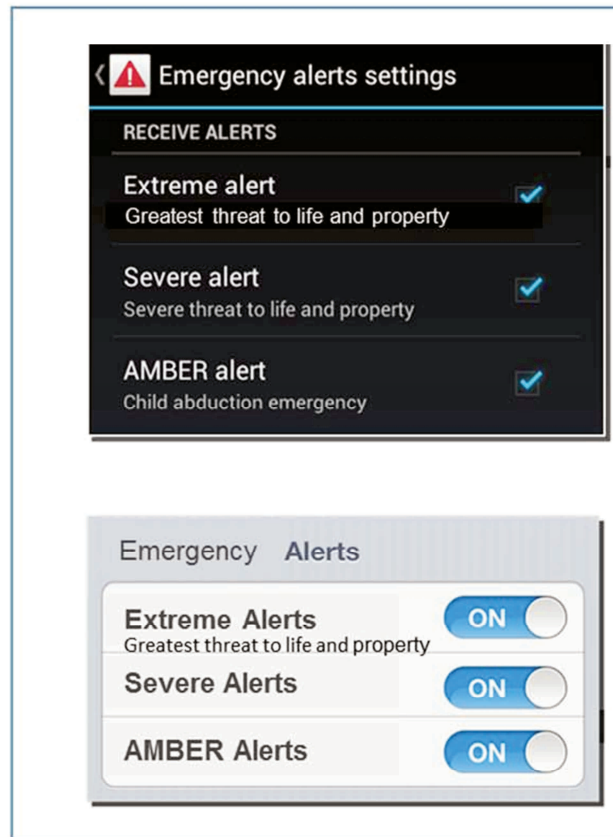 Emergency alerts settings
RECEIVE ALERTS
Extreme alert
Greatest threat to life and property
Severe alert
Severe threat to life and property
AMBER alert
Child abduction emergency
Emergency Alerts
Extreme Alerts ON
Greatest threat to life and property
Severe Alerts ON
AMBER Alerts ON